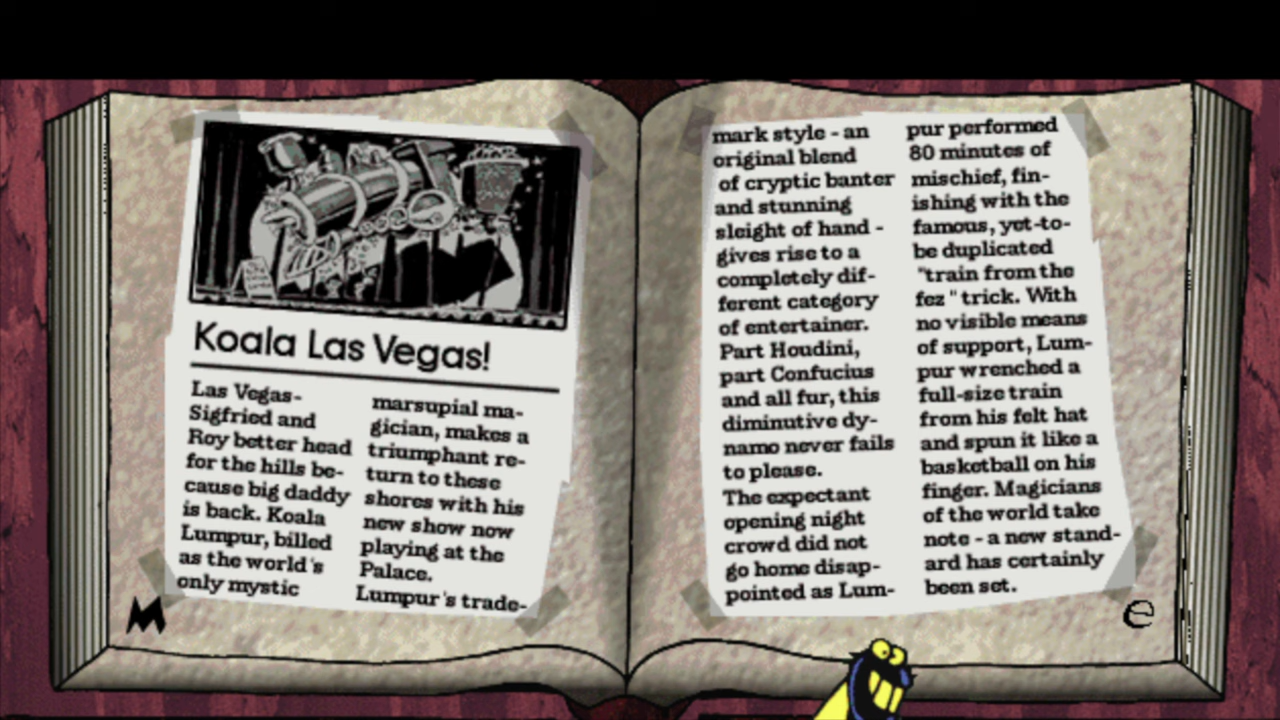 Koala Las Vegas!
Las Vegas-
Sigfried and
Roy better head
for the hills be-
cause big daddy
is back. Koala
Lumpur, billed
as the world's
only mystic
marsupial ma-
gician, makes a
triumphant re-
turn to these
shores with his
new show now
playing at the
Palace.
Lumpur's trade-
mark style - an
original blend
of cryptic banter
and stunning
sleight of hand -
gives rise to a
completely dif-
ferent category
of entertainer.
Part Houdini,
part Confucius
and all fur, this
diminutive dy-
namo never fails
to please.
The expectant
opening night
crowd did not
go home disap-
pointed as Lum-
pur performed
80 minutes of
mischief, fin-
ishing with the
famous, yet-to-
be duplicated
"train from the
fez" trick. With
no visible means
of support, Lum-
pur wrenched a
full-size train
from his felt hat
and spun it like a
basketball on his
finger. Magicians
of the world take
note - a new stand-
ard has certainly
been set.
M
e